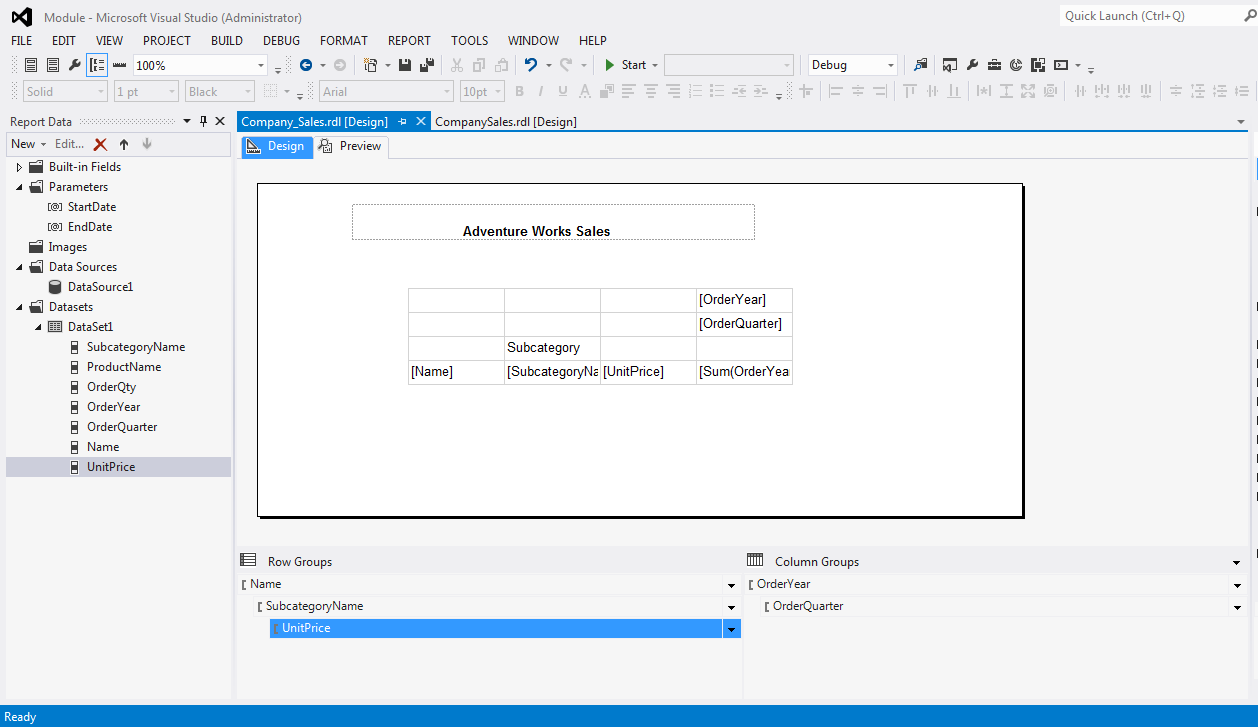 Module - Microsoft Visual Studio (Administrator)
Quick Launch (Ctrl+Q)
FILE EDIT VIEW PROJECT BUILD DEBUG FORMAT REPORT TOOLS WINDOW HELP
100% Start Debug
Solid 1 pt Black Arial 10pt B I U A
Report Data
Company_Sales.rdl [Design] CompanySales.rdl [Design]
New Edit...
Design Preview
Built-in Fields
Parameters
StartDate
EndDate
Images
Data Sources
DataSource1
Datasets
DataSet1
SubcategoryName
ProductName
OrderQty
OrderYear
OrderQuarter
Name
UnitPrice
Adventure Works Sales
[OrderYear]
[OrderQuarter]
Subcategory
[Name] [SubcategoryNa [UnitPrice] [Sum(OrderYea
Row Groups
Name
SubcategoryName
UnitPrice
Column Groups
OrderYear
OrderQuarter
Ready